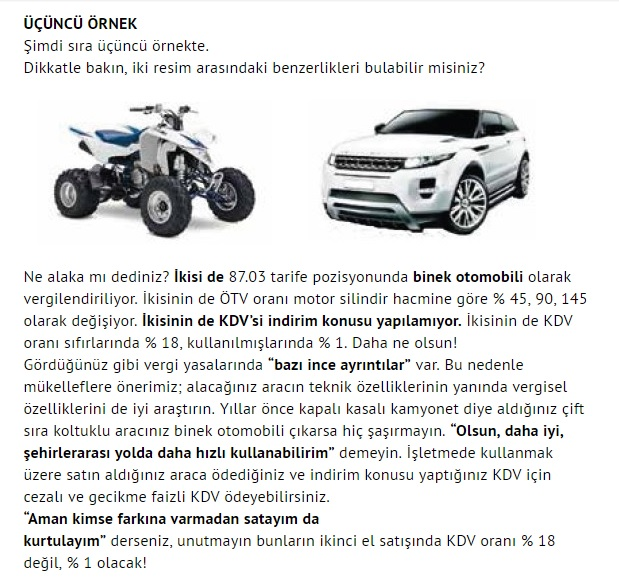 ÜÇÜNCÜ ÖRNEK
Şimdi sıra üçüncü örnekte.
Dikkatle bakın, iki resim arasındaki benzerlikleri bulabilir misiniz?
Ne alaka mı dediniz? İkisi de 87.03 tarife pozisyonunda binek otomobili olarak
vergilendiriliyor. İkisinin de ÖTV oranı motor silindir hacmine göre % 45, 90, 145
olarak değişiyor. İkisinin de KDV’si indirim konusu yapılamıyor. İkisinin de KDV
oranı sıfırlarında % 18, kullanılmışlarında % 1. Daha ne olsun!
Gördüğünüz gibi vergi yasalarında “bazı ince ayrıntılar” var. Bu nedenle
mükelleflere önerimiz; alacağınız aracın teknik özelliklerinin yanında vergisel
özelliklerini de iyi araştırın. Yıllar önce kapalı kasalı kamyonet diye aldığınız çift
sıra koltuklu aracınız binek otomobili çıkarsa hiç şaşırmayın. “Olsun, daha iyi,
şehirlerarası yolda daha hızlı kullanabilirim” demeyin. İşletmede kullanmak
üzere satın aldığınız araca ödediğiniz ve indirim konusu yaptığınız KDV için
cezalı ve gecikme faizli KDV ödeyebilirsiniz.
“Aman kimse farkına varmadan satayım da
kurtulayım” derseniz, unutmayın bunların ikinci el satışında KDV oranı % 18
değil, % 1 olacak!